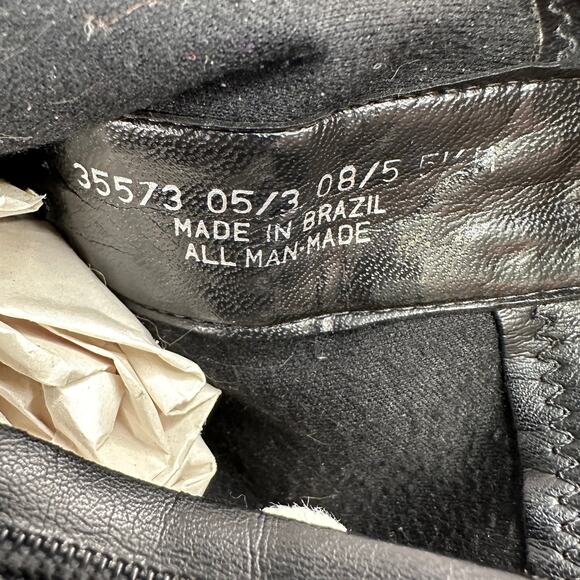 35573 05/3 08/5
MADE IN BRAZIL
ALL MAN-MADE